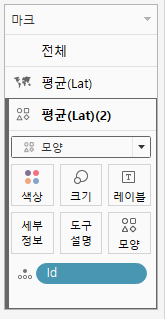 마크
전체
평균(Lat)
평균(Lat)(2)
모양
색상 크기 레이블
세부 정보 도구 설명 모양
Id